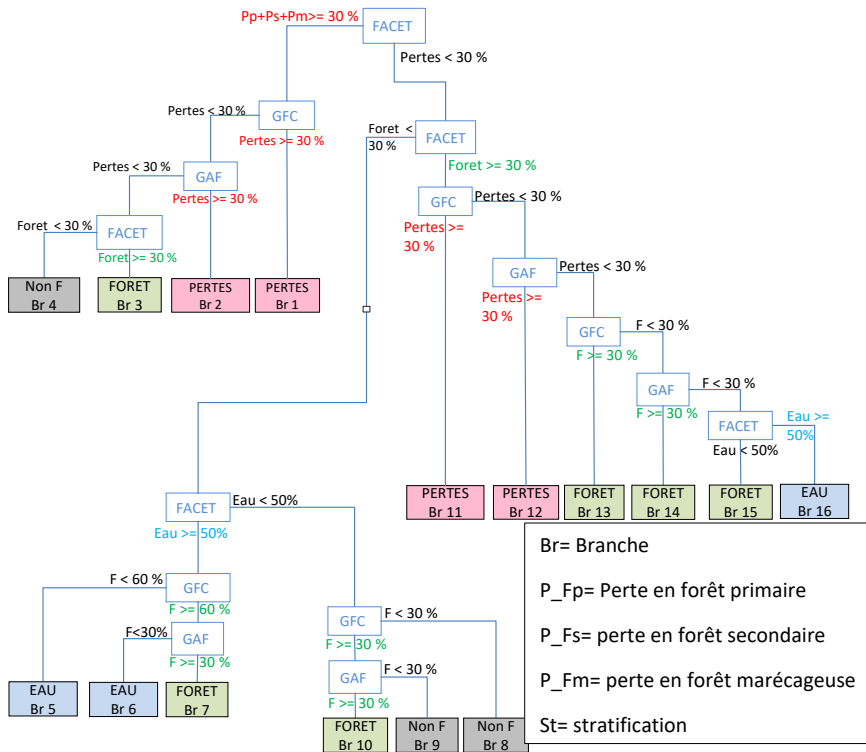 Pp+Ps+Pm>= 30 %
FACET
Pertes < 30 %
Pertes < 30 %
GFC
Foret <
30 %
FACET
Pertes >= 30 %
Foret >= 30 %
Pertes < 30 %
GAF
Pertes >= 30 %
GFC
Pertes < 30 %
Pertes >=
30 %
Foret < 30 %
FACET
Foret >= 30 %
GAF
Pertes < 30 %
Pertes >=
30 %
Non F
Br 4
FORET
Br 3
PERTES
Br 2
PERTES
Br 1
GFC
F < 30 %
F >= 30 %
GAF
F < 30 %
F >= 30 %
FACET
Eau >=
50%
Eau <50%
PERTES
Br 11
PERTES
Br 12
FORET
Br 13
FORET
Br 14
FORET
Br 15
EAU
Br 16
FACET
Eau < 50%
Eau >= 50%
F < 60 %
GFC
F >= 60 %
F<30%
GAF
F >= 30 %
GFC
F < 30 %
F >= 30 %
GAF
F < 30 %
F >= 30 %
EAU
Br 5
EAU
Br 6
FORET
Br 7
FORET
Br 10
Non F
Br 9
Non F
Br 8
Br= Branche
P_Fp= Perte en forêt primaire
P_Fs= perte en forêt secondaire
P_Fm= perte en forêt marécageuse
St= stratification